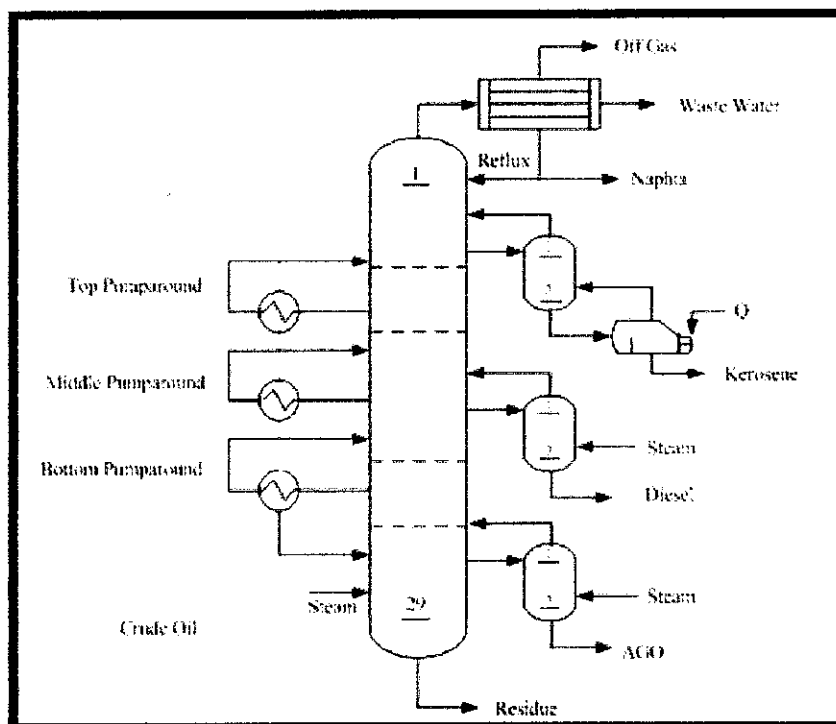 Off Gas
Waste Water
Reflux
1
Naphta
Top Pumparound
Q
Middle Pumparound
Kerosene
Bottom Pumparound
Steam
Diesel
Steam
29
Steam
Crude Oil
AGO
Residue